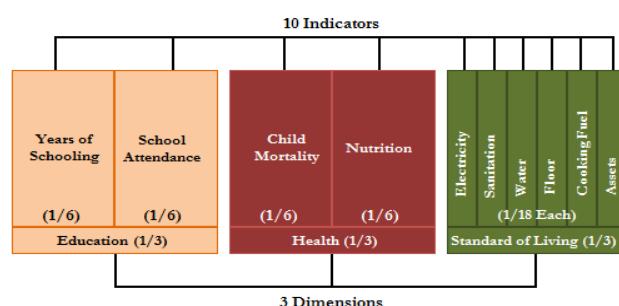 10 Indicators
Years of
Schooling
(1/6)
School
Attendance
(1/6)
Education (1/3)
Child
Mortality
(1/6)
Nutrition
(1/6)
Health (1/3)
Electricity
Sanitation
Water
Floor
Cooking Fuel
Assets
(1/18 Each)
Standard of Living (1/3)
3 Dimensions